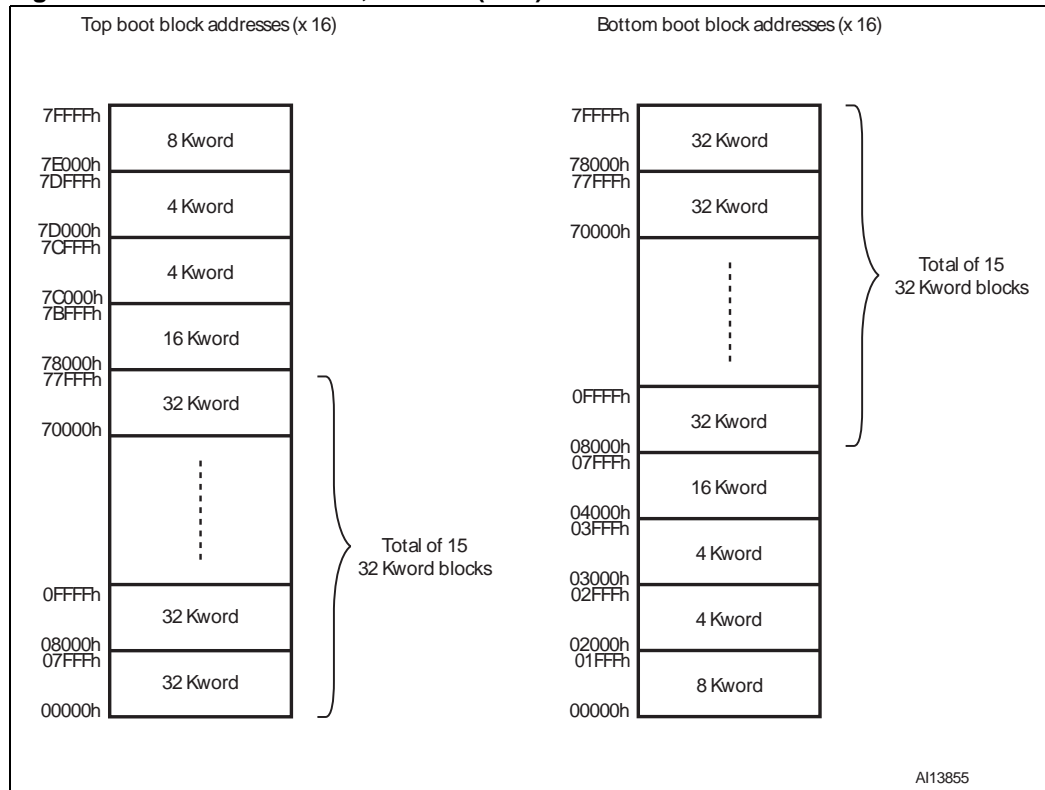 Top boot block addresses (x 16)
7FFFFh
8 Kword
7E000h
7DFFFh
4 Kword
7D000h
7CFFFh
4 Kword
7C000h
7BFFFh
16 Kword
78000h
77FFFh
32 Kword
70000h
Total of 15
32 Kword blocks
0FFFFh
32 Kword
08000h
07FFFh
32 Kword
00000h
Bottom boot block addresses (x 16)
7FFFFh
32 Kword
78000h
77FFFh
32 Kword
70000h
Total of 15
32 Kword blocks
0FFFFh
32 Kword
08000h
07FFFh
16 Kword
04000h
03FFFh
4 Kword
03000h
02FFFh
4 Kword
02000h
01FFFh
8 Kword
00000h
AI13855